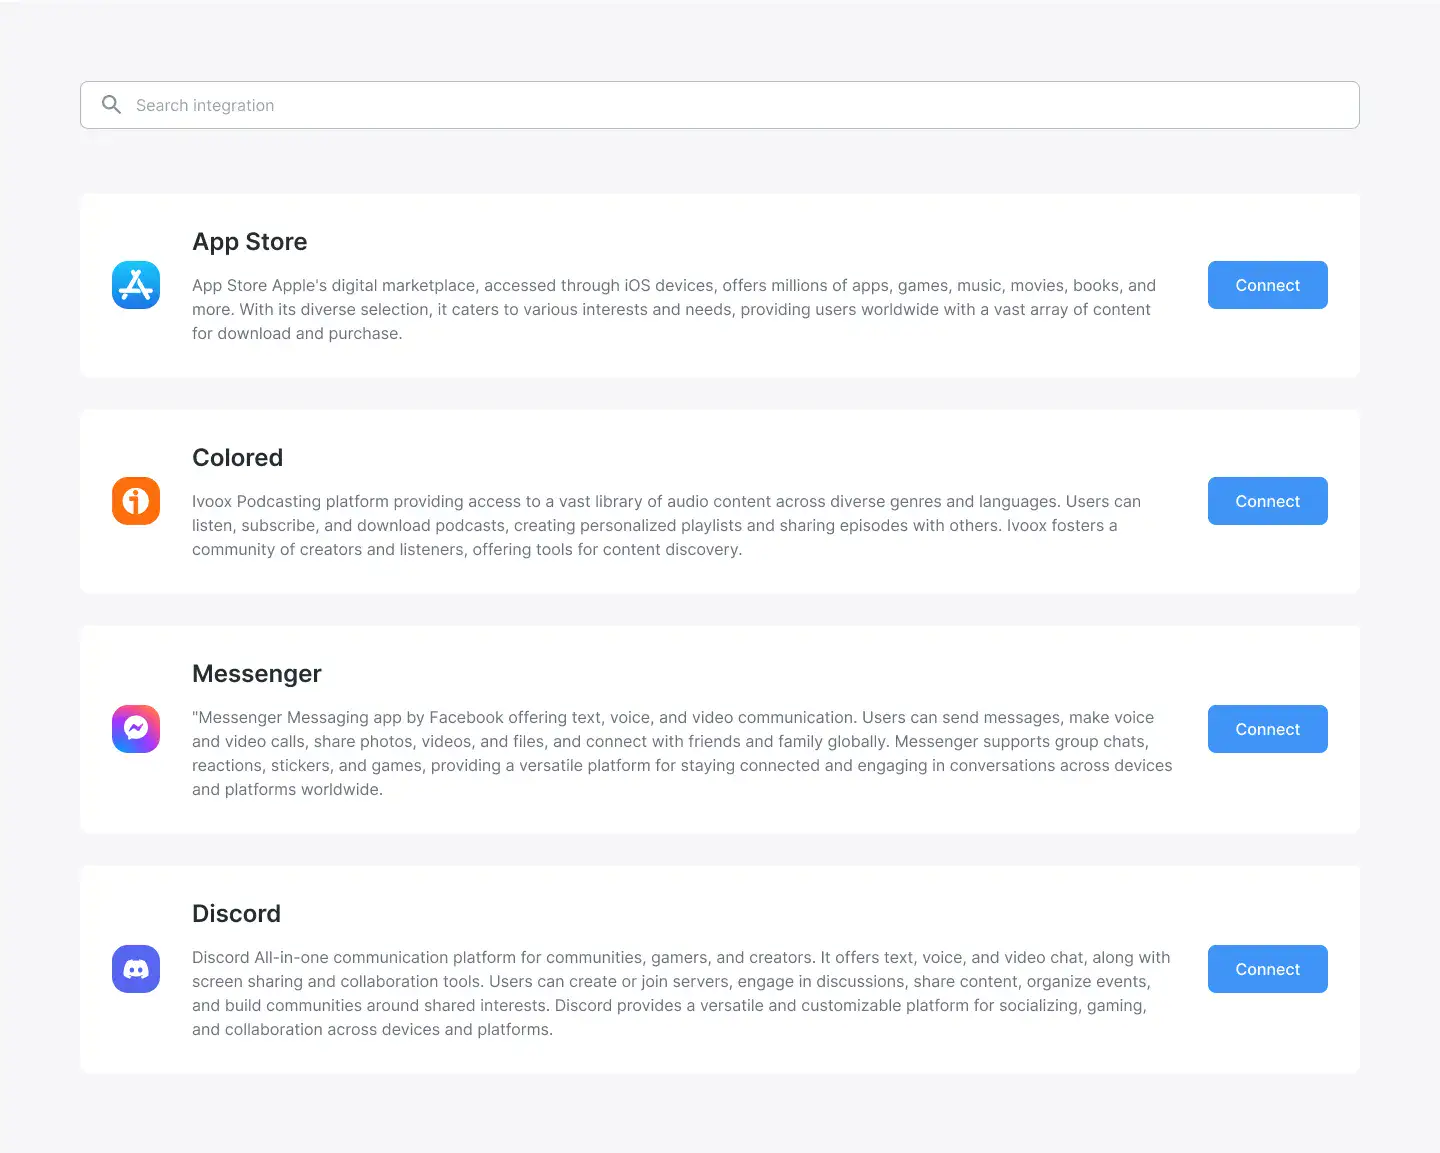 Search integration
App Store
App Store Apple's digital marketplace, accessed through iOS devices, offers millions of apps, games, music, movies, books, and
more. With its diverse selection, it caters to various interests and needs, providing users worldwide with a vast array of content
for download and purchase.
Connect
Colored
Ivoox Podcasting platform providing access to a vast library of audio content across diverse genres and languages. Users can
listen, subscribe, and download podcasts, creating personalized playlists and sharing episodes with others. Ivoox fosters a
community of creators and listeners, offering tools for content discovery.
Connect
Messenger
"Messenger Messaging app by Facebook offering text, voice, and video communication. Users can send messages, make voice
and video calls, share photos, videos, and files, and connect with friends and family globally. Messenger supports group chats,
reactions, stickers, and games, providing a versatile platform for staying connected and engaging in conversations across devices
and platforms worldwide.
Connect
Discord
Discord All-in-one communication platform for communities, gamers, and creators. It offers text, voice, and video chat, along with
screen sharing and collaboration tools. Users can create or join servers, engage in discussions, share content, organize events,
and build communities around shared interests. Discord provides a versatile and customizable platform for socializing, gaming,
and collaboration across devices and platforms.
Connect